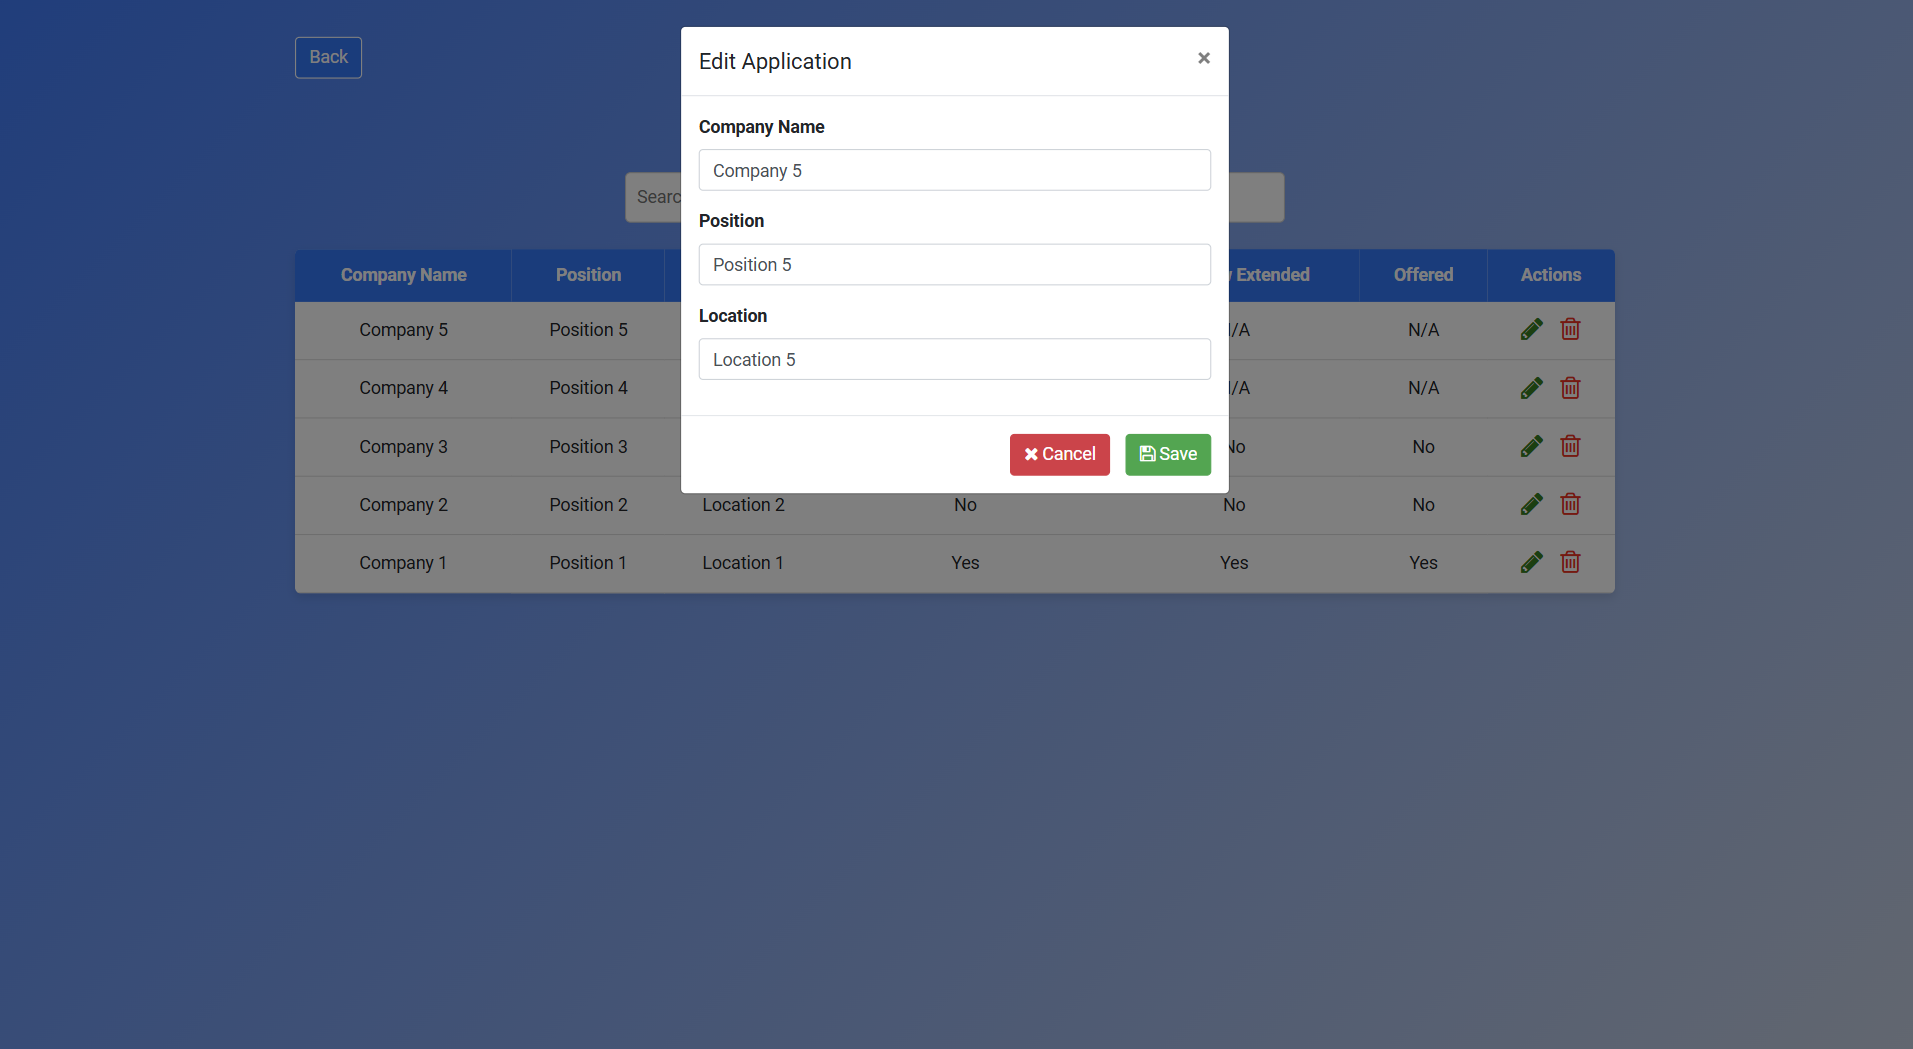 Back
Edit Application
×
Company Name
Company 5
Position
Position 5
Location
Location 5
Cancel Save
Searc
Company Name Position Extended Offered Actions
Company 5 Position 5 /A N/A
Company 4 Position 4 /A N/A
Company 3 Position 3 No No
Company 2 Position 2 Location 2 No No No
Company 1 Position 1 Location 1 Yes Yes Yes